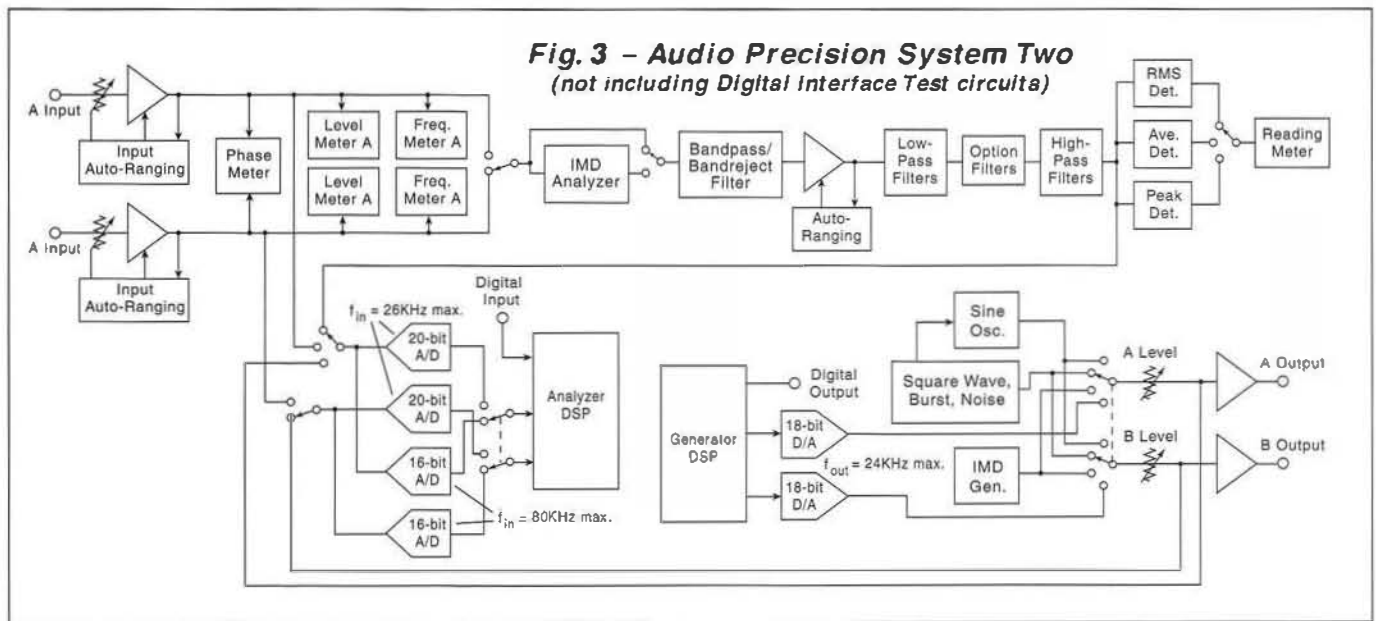 Fig. 3 – Audio Precision System Two
(not including Digital Interface Test circuita)
A Input
Input
Auto-Ranging
Phase
Meter
Level
Meter A
Freq.
Meter A
Level
Meter A
Freq.
Meter A
A Input
Input
Auto-Ranging
IMD
Analyzer
Bandpass/
Bandreject
Filter
Auto-
Ranging
Low-
Pass
Filters
Option
Filters
High-
Pass
Filters
RMS
Det.
Ave.
Det.
Peak
Det.
Reading
Meter
fin = 26KHz max.
Digital
Input
20-bit
A/D
20-bit
A/D
16-bit
A/D
16-bit
A/D
fin = 80KHz max.
Analyzer
DSP
Generator
DSP
Digital
Output
18-bit
D/A
fout = 24KHz max.
18-bit
D/A
Sine
Osc.
Square Wave,
Burst, Noise
IMD
Gen.
A Level
B Level
A Output
B Output